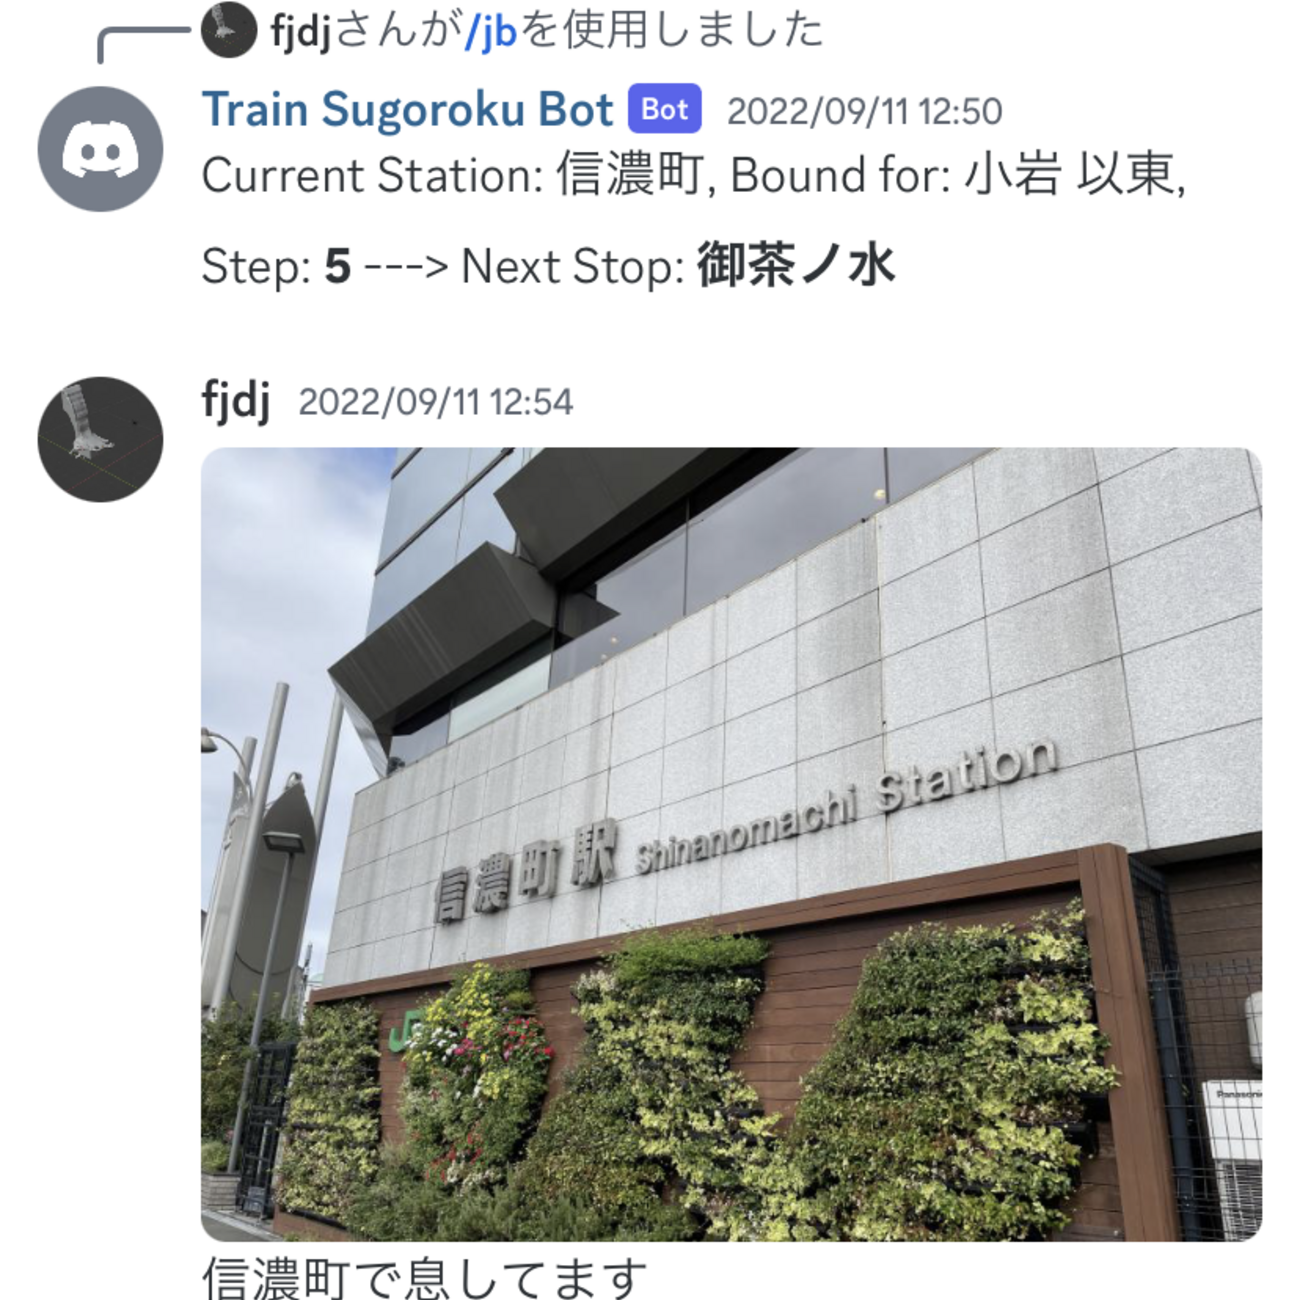 fjdjさんが/jbを使用しました
Train Sugoroku Bot Bot 2022/09/11 12:50
Current Station: 信濃町, Bound for: 小岩 以東,
Step: 5 ---> Next Stop: 御茶ノ水
fjdj 2022/09/11 12:54
信濃町駅 Shinanomachi Station
JR
Panasonic
信濃町で息してます